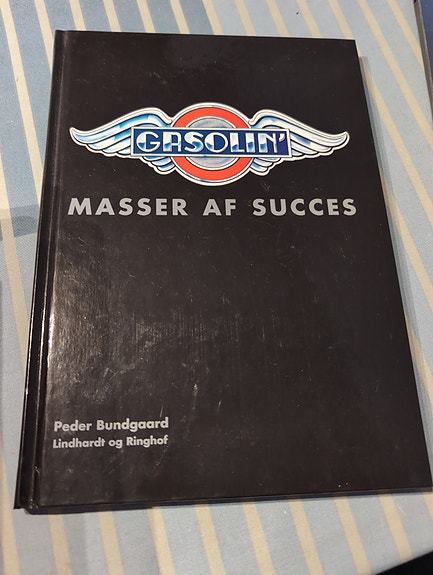 GASOLIN'
MASSER AF SUCCES
Peder Bundgaard
Lindhardt og Ringhof